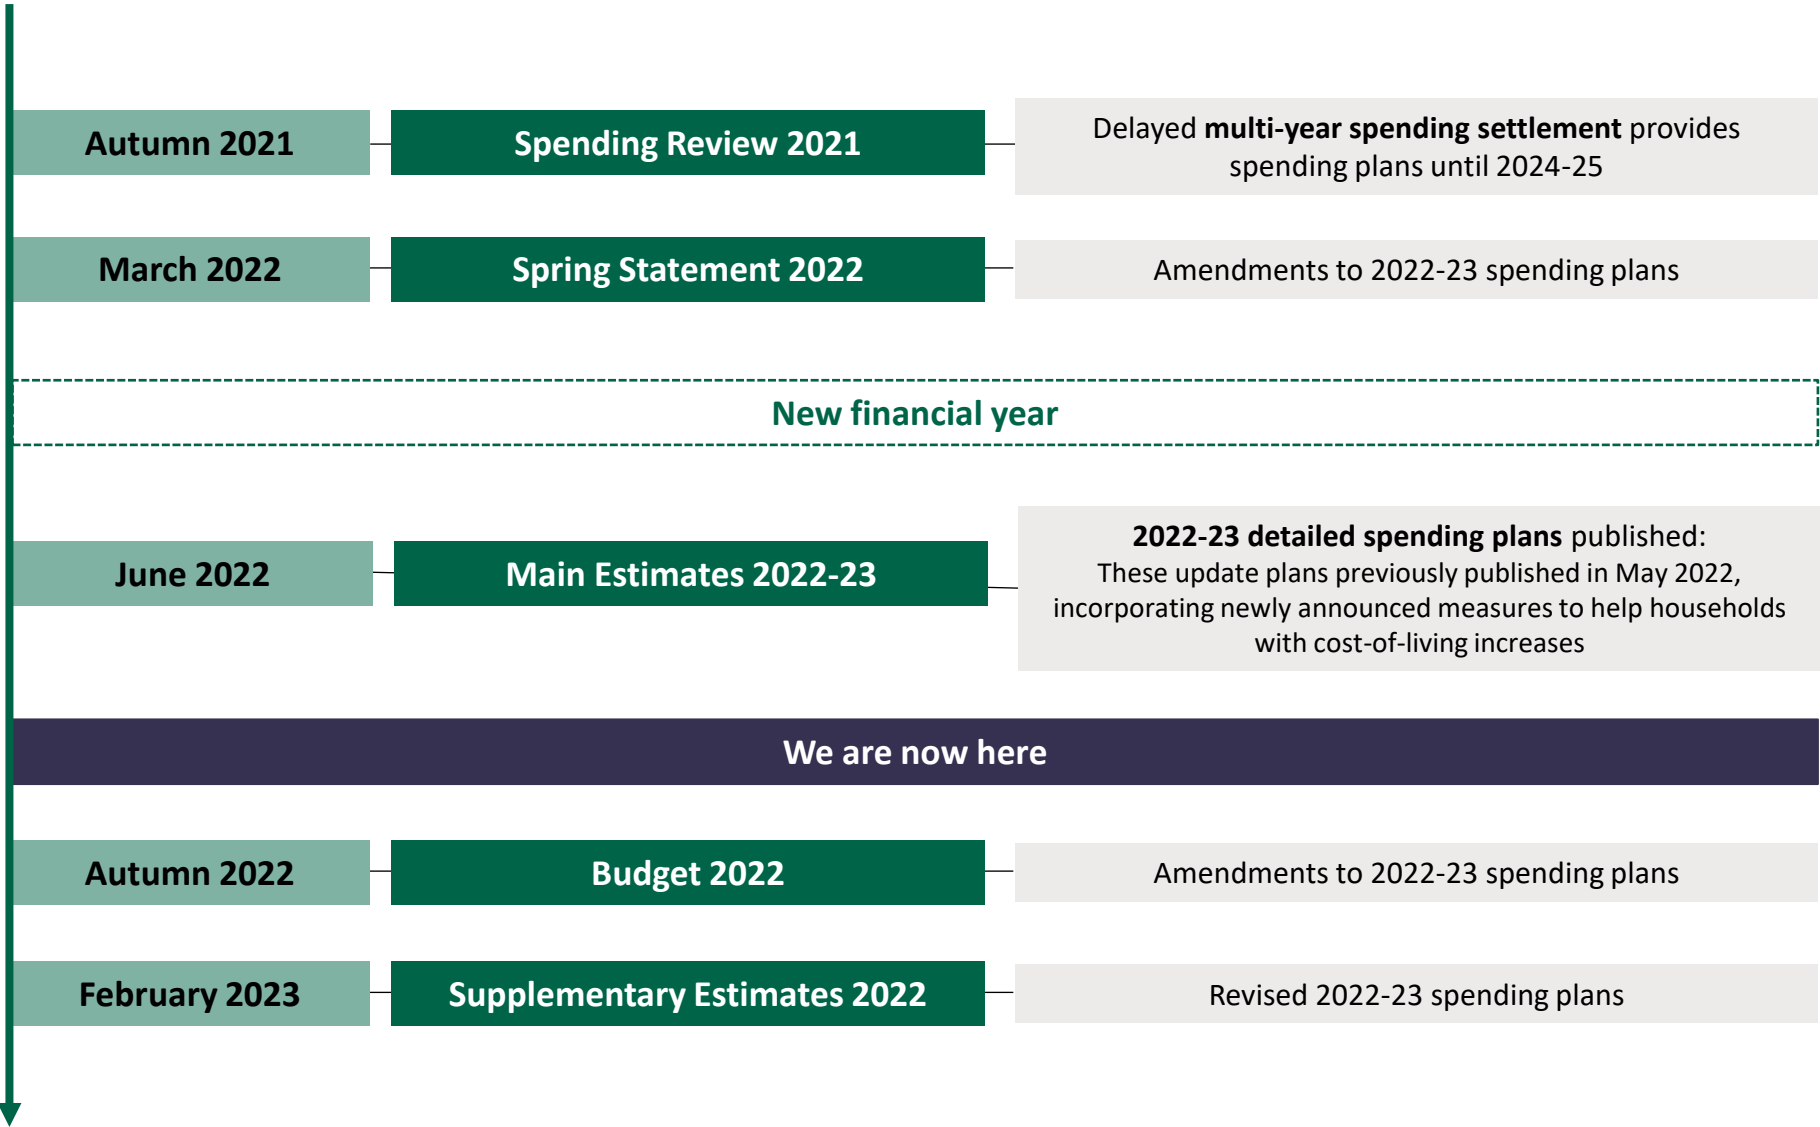 Autumn 2021
Spending Review 2021
Delayed multi-year spending settlement provides
spending plans until 2024-25
March 2022
Spring Statement 2022
Amendments to 2022-23 spending plans
New financial year
June 2022
Main Estimates 2022-23
2022-23 detailed spending plans published:
These update plans previously published in May 2022,
incorporating newly announced measures to help households
with cost-of-living increases
We are now here
Autumn 2022
Budget 2022
Amendments to 2022-23 spending plans
February 2023
Supplementary Estimates 2022
Revised 2022-23 spending plans